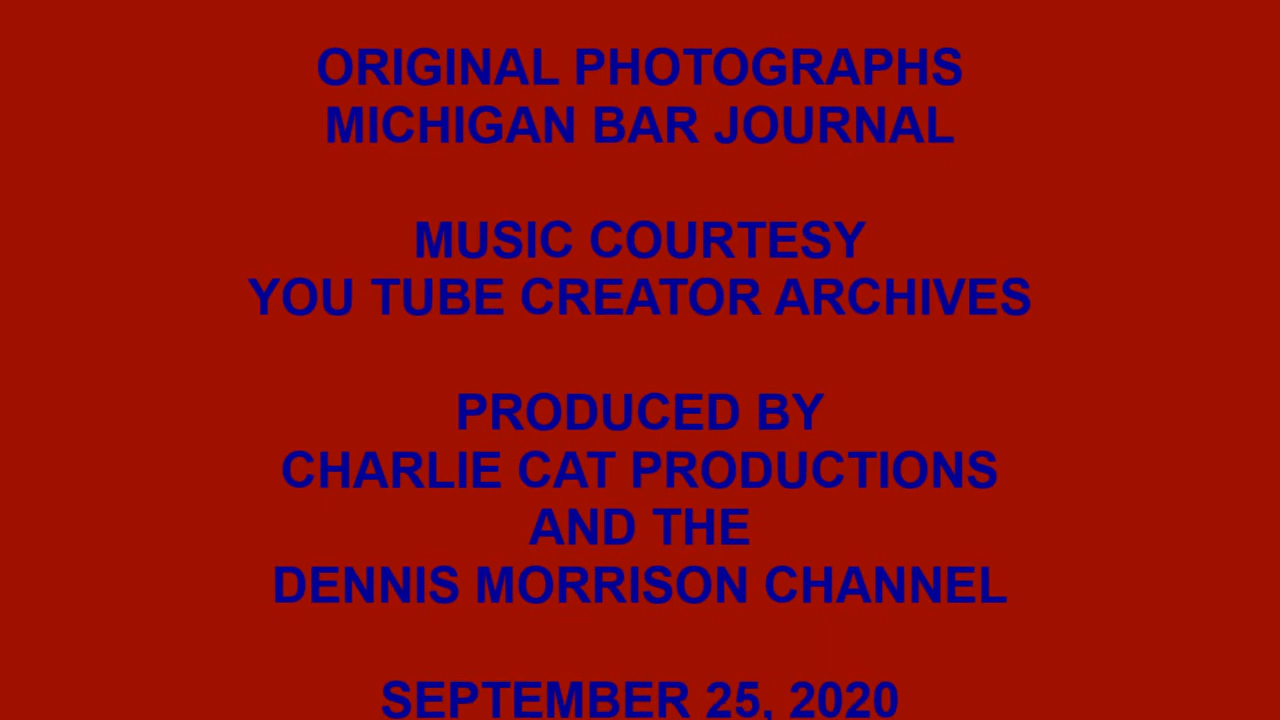 ORIGINAL PHOTOGRAPHS
MICHIGAN BAR JOURNAL
MUSIC COURTESY
YOU TUBE CREATOR ARCHIVES
PRODUCED BY
CHARLIE CAT PRODUCTIONS
AND THE
DENNIS MORRISON CHANNEL
SEPTEMBER 25, 2020